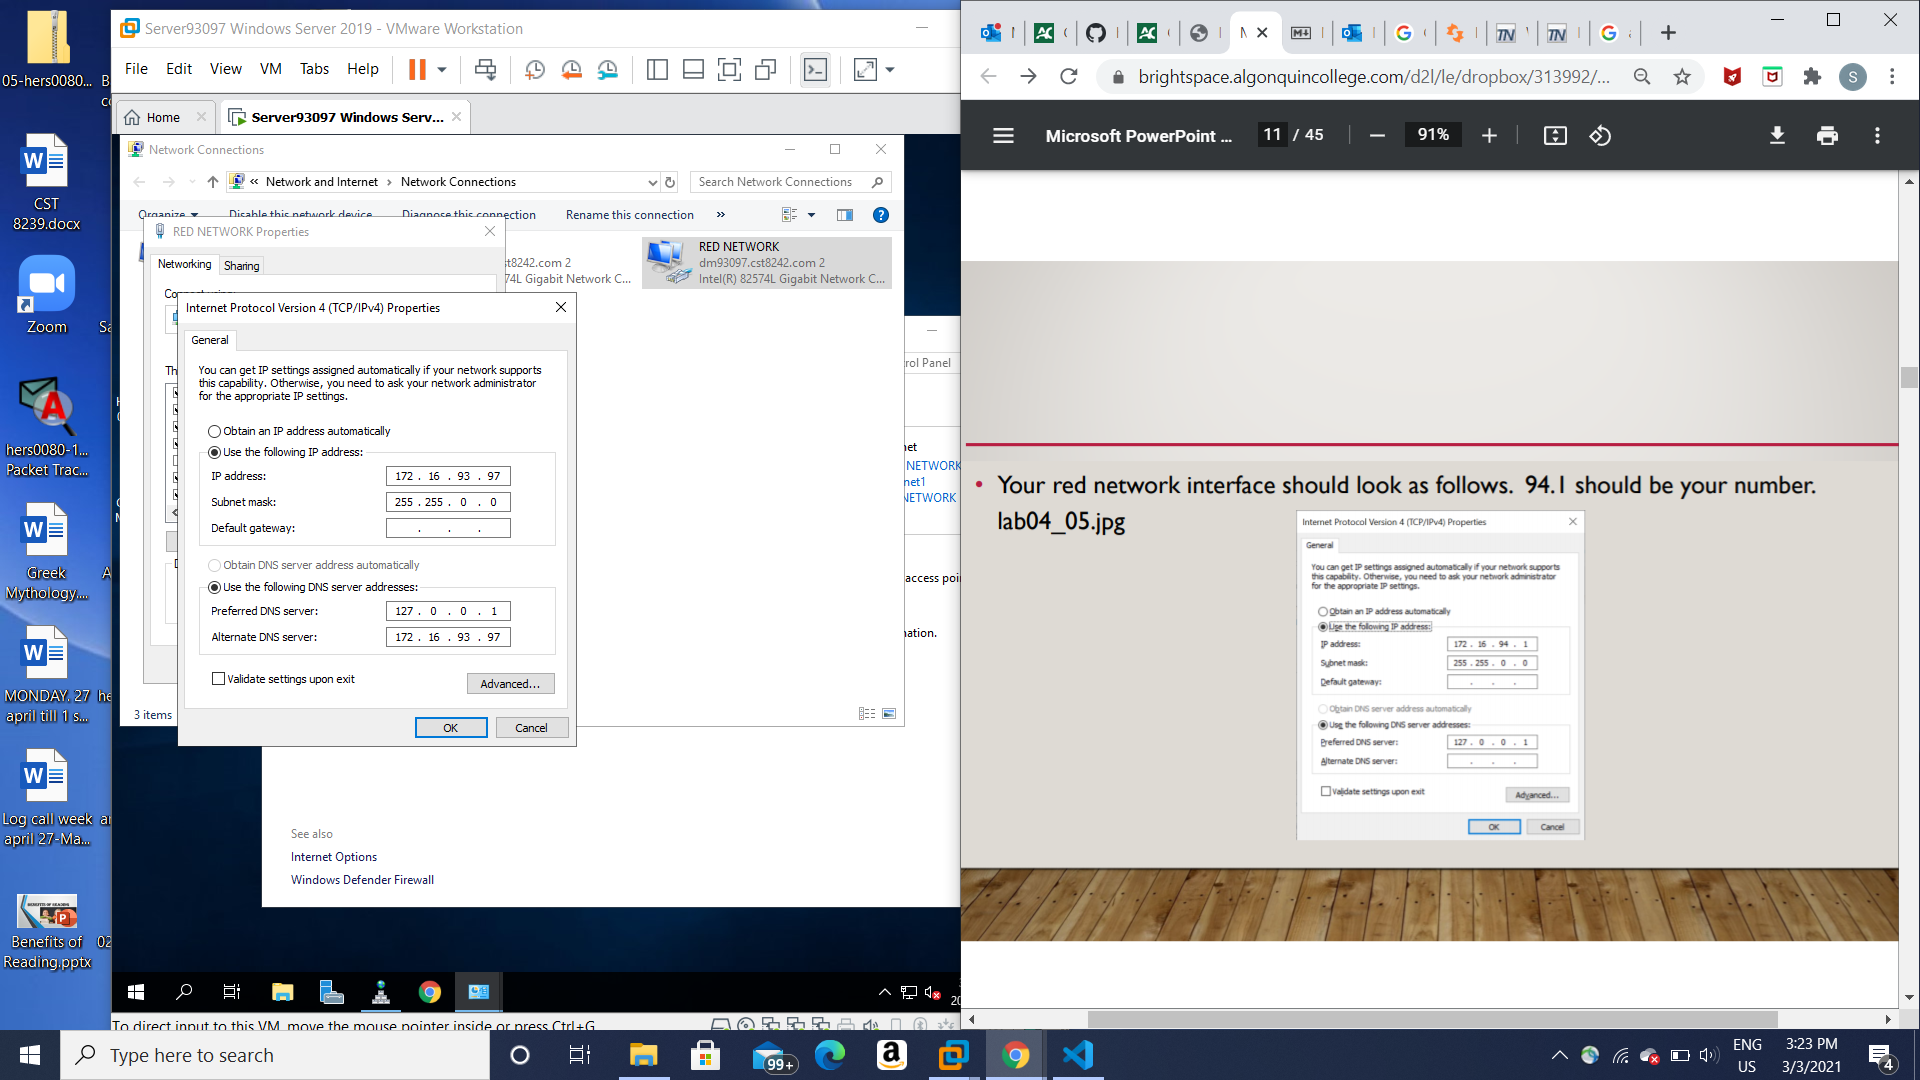 05-hers0080...
CST
8239.docx
Zoom
hers0080-1...
Packet Trac...
Greek
Mythology....
MONDAY. 27
april till 1 s...
Log call week
april 27-Ma...
Benefits of
Reading.pptx
Server93097 Windows Server 2019 - VMware Workstation
File Edit View VM Tabs Help
Home
Server93097 Windows Serv...
Network Connections
« Network and Internet › Network Connections
Search Network Connections
Organize Disable this network device Diagnose this connection Rename this connection »
RED NETWORK Properties
Networking
Sharing
st8242.com 2
74L Gigabit Network C...
RED NETWORK
dm93097.cst8242.com 2
Intel(R) 82574L Gigabit Network C...
Internet Protocol Version 4 (TCP/IPv4) Properties
General
You can get IP settings assigned automatically if your network supports
this capability. Otherwise, you need to ask your network administrator
for the appropriate IP settings.
Obtain an IP address automatically
Use the following IP address:
IP address: 172 . 16 . 93 . 97
Subnet mask: 255 . 255 . 0 . 0
Default gateway: . . .
Obtain DNS server address automatically
Use the following DNS server addresses:
Preferred DNS server: 127 . 0 . 0 . 1
Alternate DNS server: 172 . 16 . 93 . 97
Validate settings upon exit
Advanced...
OK Cancel
3 items
rol Panel
net
NETWORK
net1
NETWORK
access poi
nation.
See also
Internet Options
Windows Defender Firewall
20
To direct input to this VM, move the mouse pointer inside or press Ctrl+G.
brightspace.algonquincollege.com/d2l/le/dropbox/313992/...
S
Microsoft PowerPoint ... 11 / 45 91%
• Your red network interface should look as follows. 94.1 should be your number.
lab04_05.jpg
Internet Protocol Version 4 (TCP/IPv4) Properties
General
You can get IP settings assigned automatically if your network supports
this capability. Otherwise, you need to ask your network administrator
for the appropriate IP settings.
Obtain an IP address automatically
Use the following IP address:
IP address: 172 . 16 . 94 . 1
Subnet mask: 255 . 255 . 0 . 0
Default gateway: . . .
Obtain DNS server address automatically
Use the following DNS server addresses:
Preferred DNS server: 127 . 0 . 0 . 1
Alternate DNS server: . . .
Validate settings upon exit
Advanced...
OK Cancel
Type here to search
99+
ENG
US
3:23 PM
3/3/2021
4